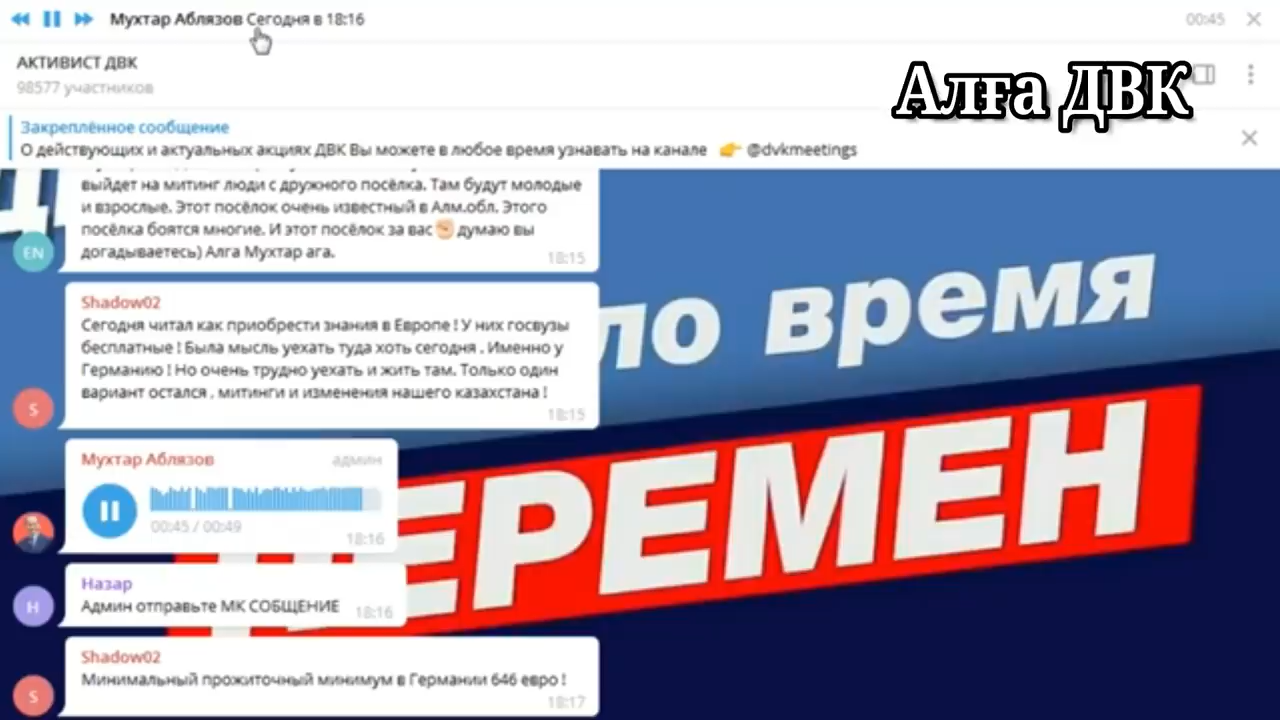 Мухтар Аблязов Сегодня в 18:16
00:45
АКТИВИСТ ДВК
98577 участников
Алға ДВК
Закреплённое сообщение
О действующих и актуальных акциях ДВК Вы можете в любое время узнавать на канале 👉 @dvkmeetings
выйдет на митинг люди с дружного посёлка. Там будут молодые
и взрослые. Этот посёлок очень известный в Алм.обл. Этого
посёлка боятся многие. И этот посёлок за вас✊🏼думаю вы
догадываетесь) Алга Мухтар ага.
18:15
EN
Shadow02
Сегодня читал как приобрести знания в Европе ! У них госвузы
бесплатные ! Была мысль уехать туда хоть сегодня . Именно у
Германию ! Но очень трудно уехать и жить там. Только один
вариант остался , митинги и изменения нашего казахстана !
18:15
S
Мухтар Аблязов
админ
00:45 / 00:49
18:16
Назар
Админ отправьте МК СОБЩЕНИЕ
18:16
Н
Shadow02
Минимальный прожиточный минимум в Германии 646 евро !
18:17
S
ло время
ПЕРЕМЕН